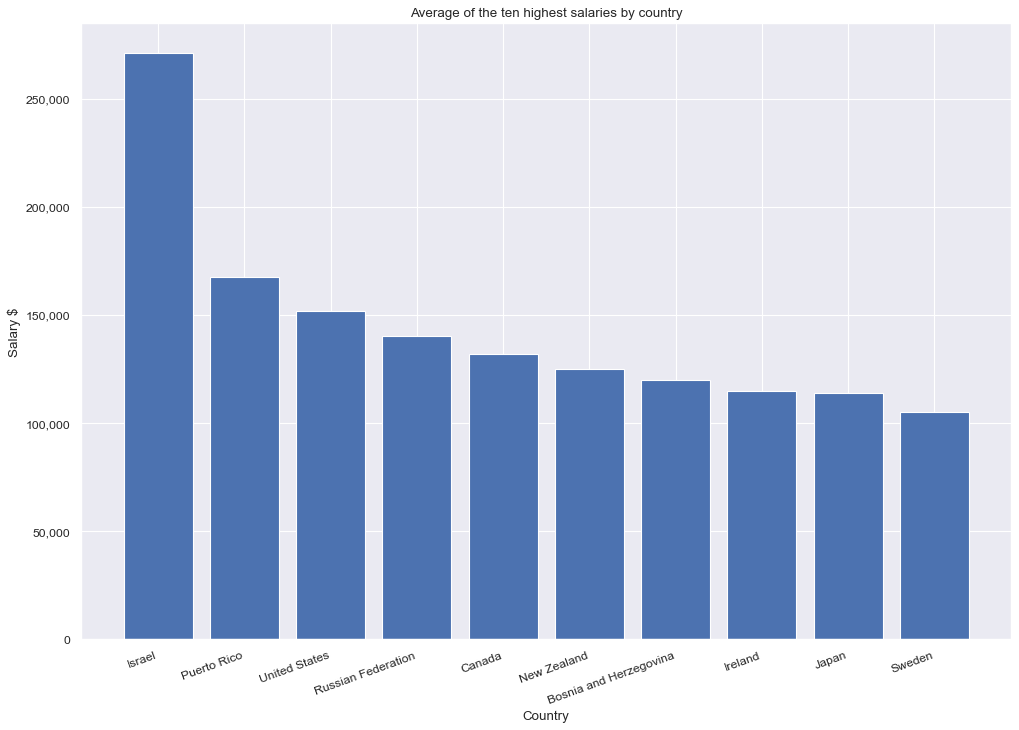 Average of the ten highest salaries by country
Salary $
250,000
200,000
150,000
100,000
50,000
0
Israel
Puerto Rico
United States
Russian Federation
Canada
New Zealand
Bosnia and Herzegovina
Ireland
Japan
Sweden
Country